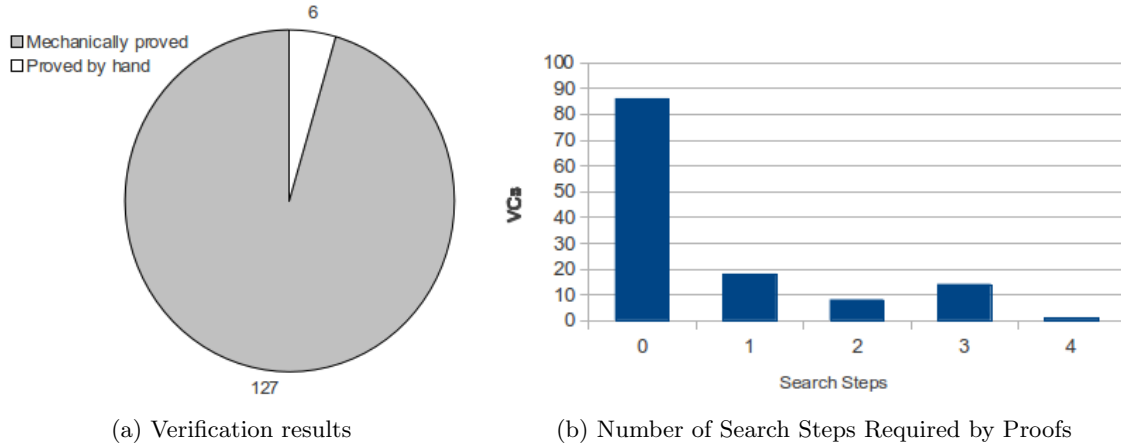 6
Mechanically proved
Proved by hand
127
(a) Verification results
100
90
80
70
60
50
40
30
20
10
0
VCs
0 1 2 3 4
Search Steps
(b) Number of Search Steps Required by Proofs